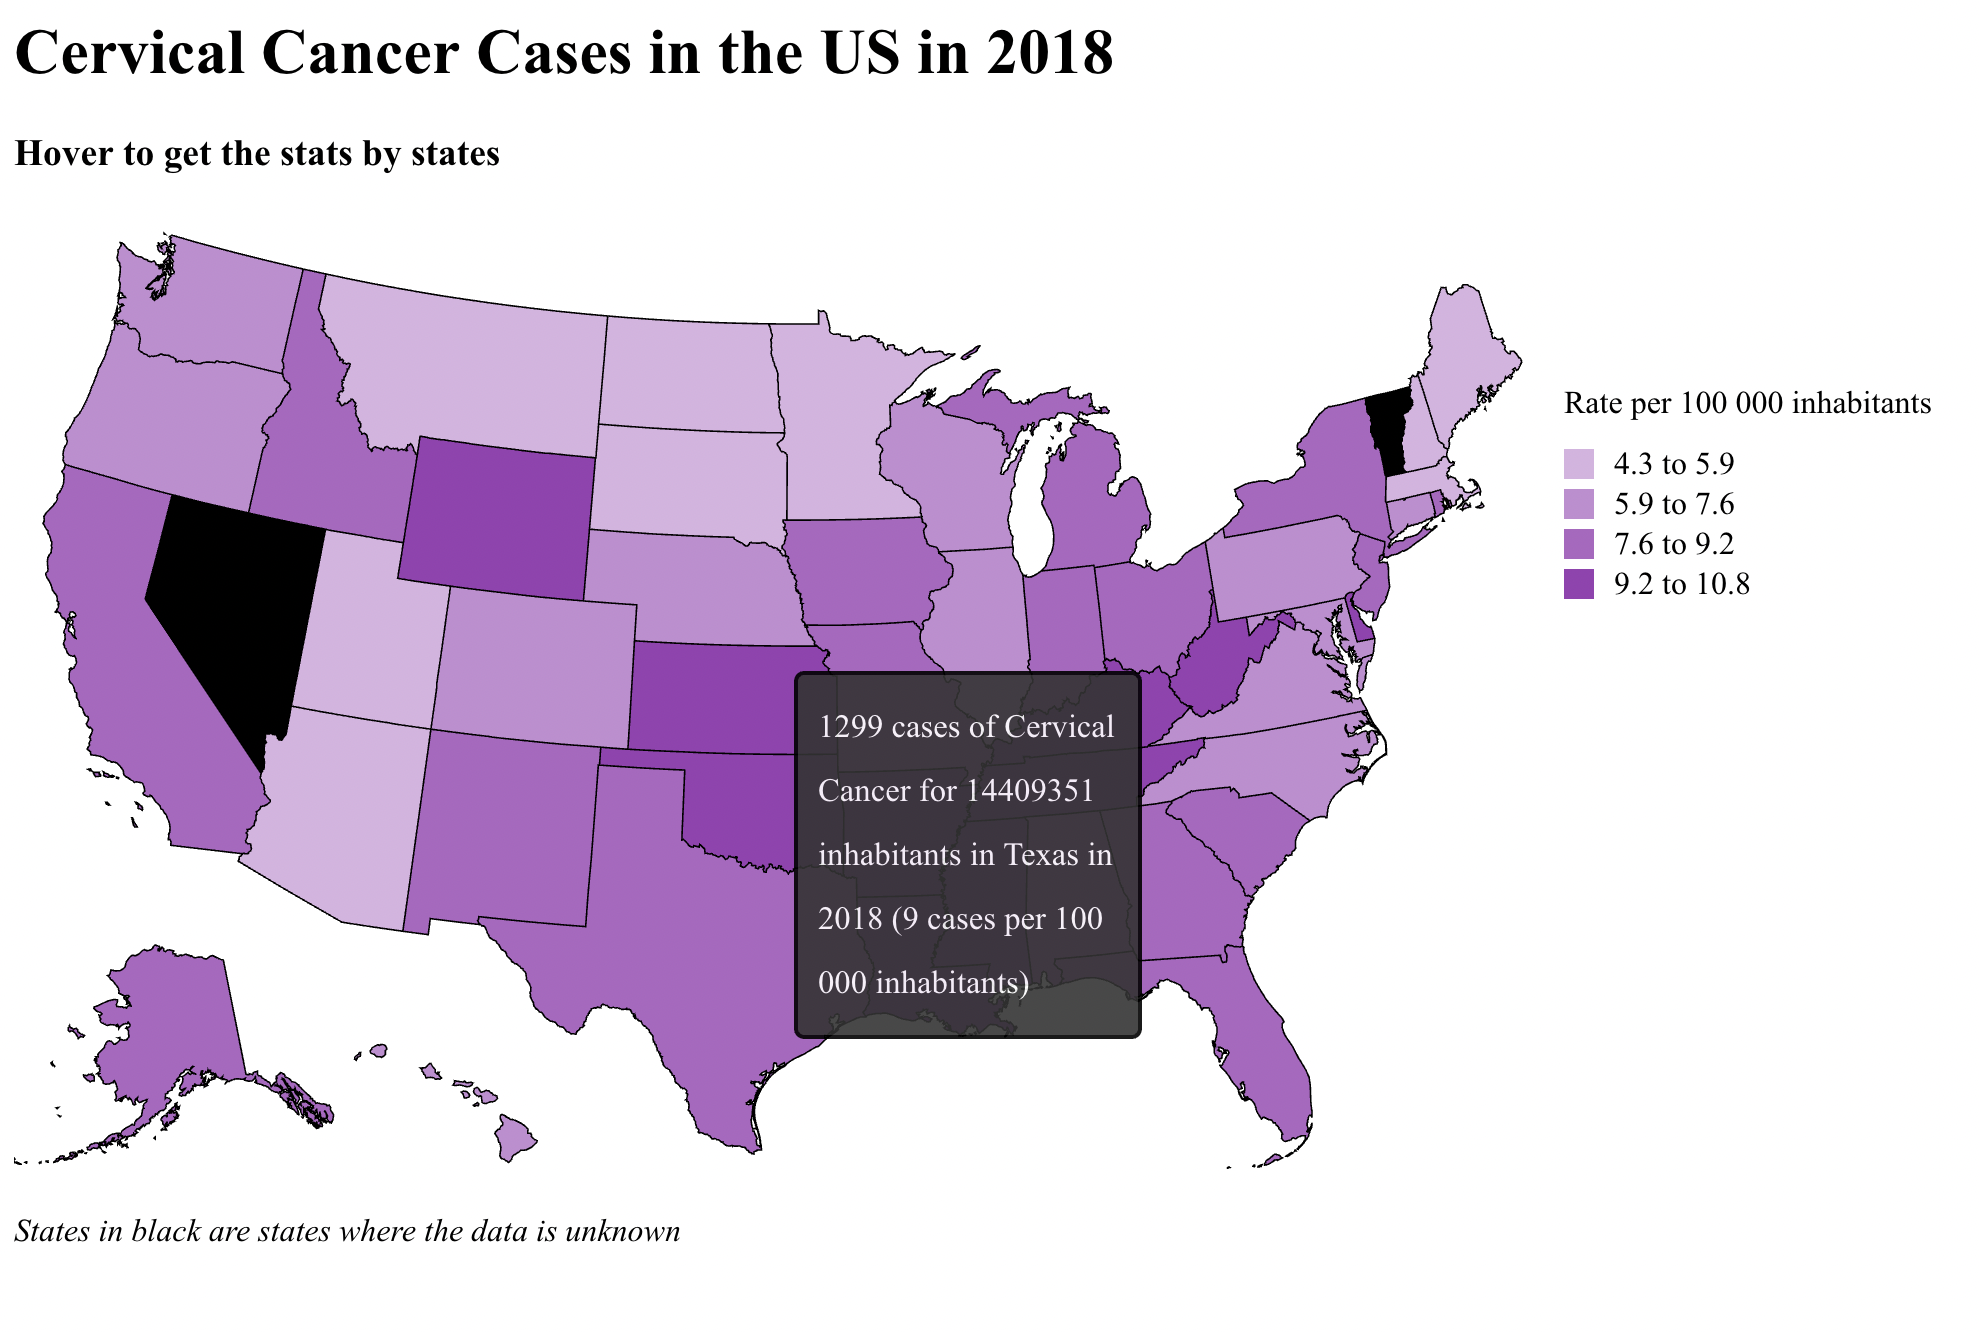 Cervical Cancer Cases in the US in 2018
Hover to get the stats by states
Rate per 100 000 inhabitants
4.3 to 5.9
5.9 to 7.6
7.6 to 9.2
9.2 to 10.8
1299 cases of Cervical
Cancer for 14409351
inhabitants in Texas in
2018 (9 cases per 100
000 inhabitants)
States in black are states where the data is unknown